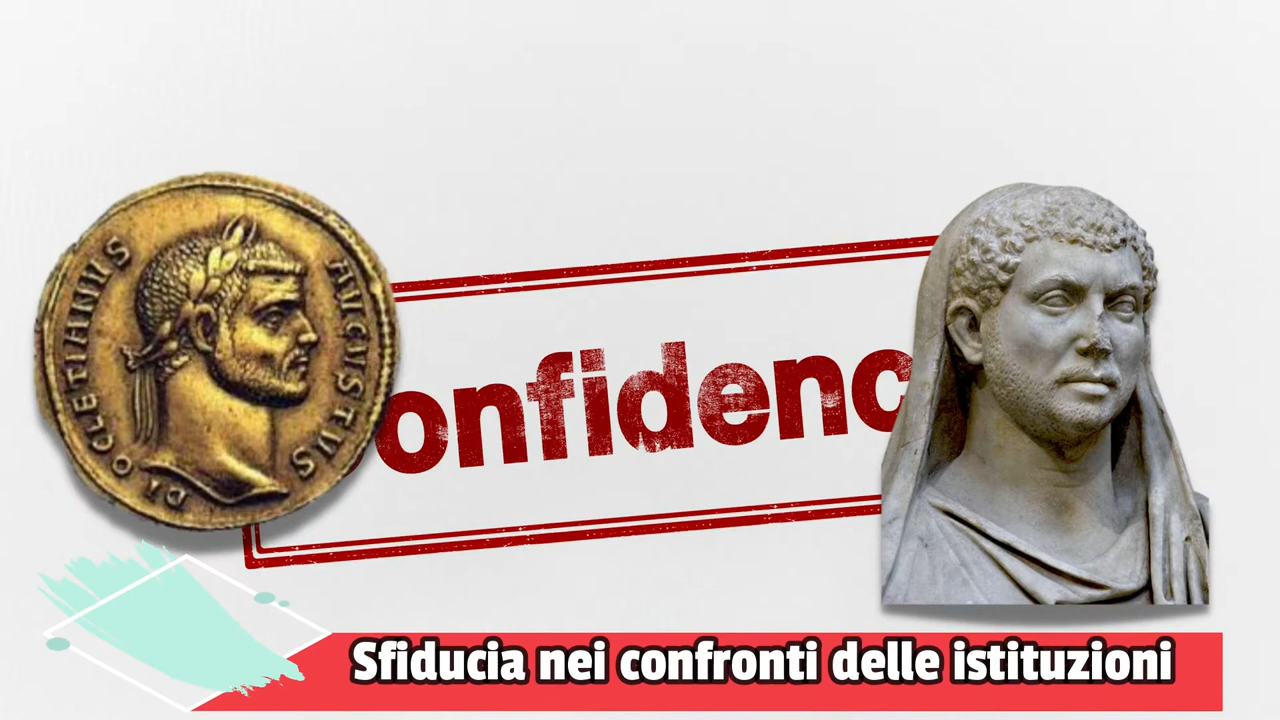 DIOCLETIANVS AVGVSTVS
onfidenc
Sfiducia nei confronti delle istituzioni